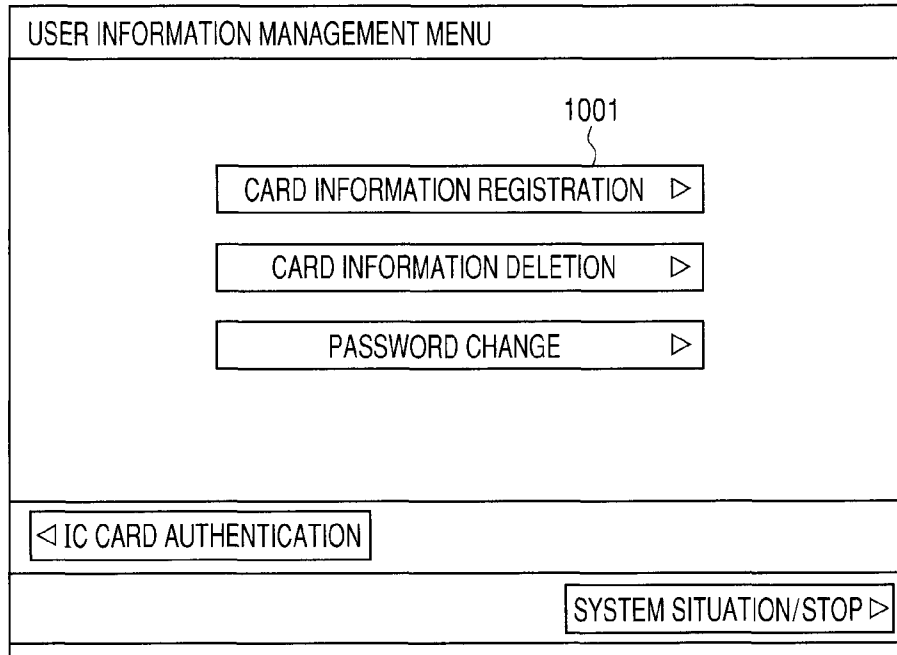 USER INFORMATION MANAGEMENT MENU
1001
CARD INFORMATION REGISTRATION ▷
CARD INFORMATION DELETION ▷
PASSWORD CHANGE ▷
◁ IC CARD AUTHENTICATION
SYSTEM SITUATION/STOP ▷